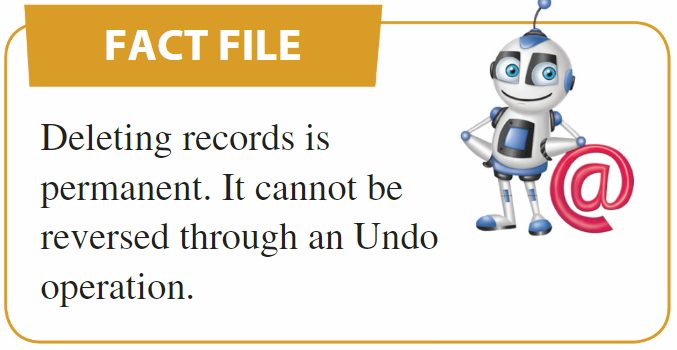 FACT FILE
Deleting records is
permanent. It cannot be
reversed through an Undo
operation.
@